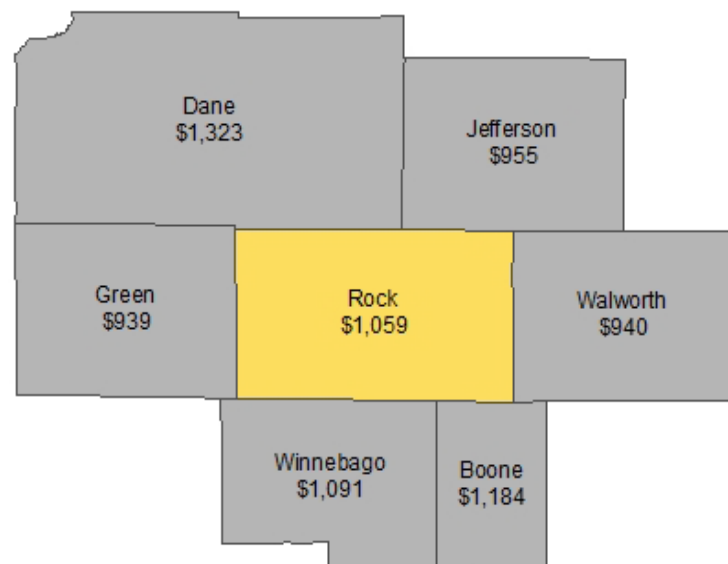 Dane
$1,323
Jefferson
$955
Green
$939
Rock
$1,059
Walworth
$940
Winnebago
$1,091
Boone
$1,184